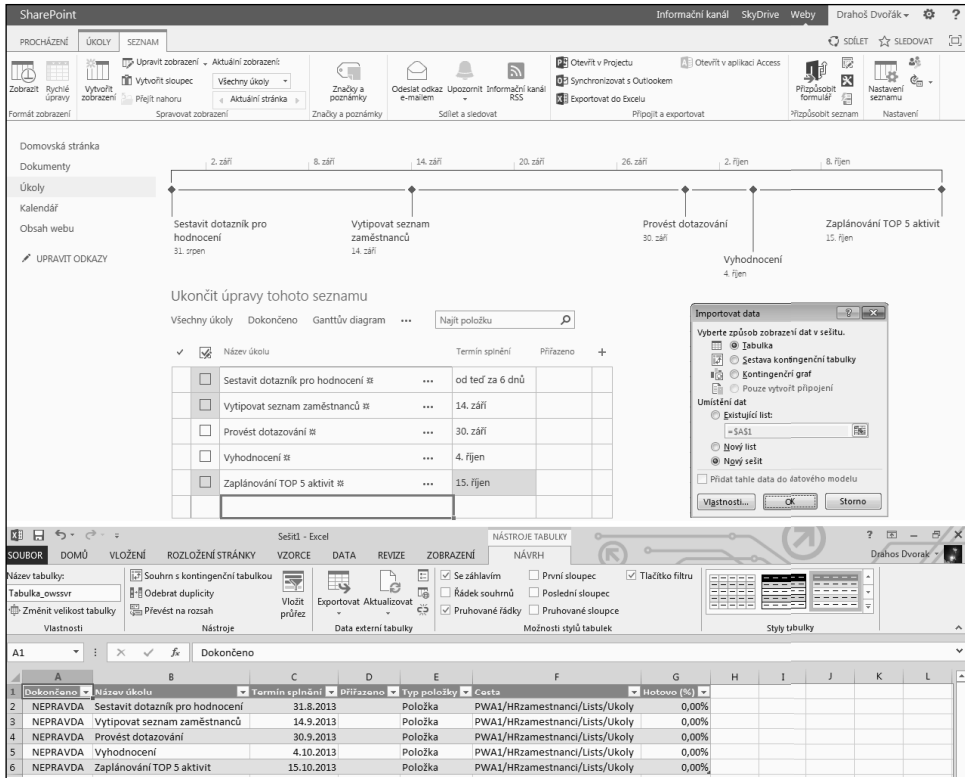 SharePoint Informační kanál SkyDrive Weby Drahoš Dvořák ?
PROCHÁZENÍ ÚKOLY SEZNAM SDÍLET SLEDOVAT
Zobrazit Rychlé úpravy
Formát zobrazení
Vytvořit zobrazení
Upravit zobrazení
Vytvořit sloupec
Přejít nahoru
Aktuální zobrazení:
Všechny úkoly
Aktuální stránka
Spravovat zobrazení
Značky a poznámky
Značky a poznámky
Odeslat odkaz e-mailem Upozornit Informační kanál RSS
Sdílet a sledovat
Otevřít v Projectu
Synchronizovat s Outlookem
Exportovat do Excelu
Otevřít v aplikaci Access
Připojit a exportovat
Přizpůsobit formulář
Přizpůsobit seznam
Nastavení seznamu
Nastavení
Domovská stránka
Dokumenty
Úkoly
Kalendář
Obsah webu
UPRAVIT ODKAZY
2. září 8. září 14. září 20. září 26. září 2. říjen 8. říjen
Sestavit dotazník pro hodnocení
31. srpen
Vytipovat seznam zaměstnanců
14. září
Provést dotazování
30. září
Vyhodnocení
4. říjen
Zaplánování TOP 5 aktivit
15. říjen
Ukončit úpravy tohoto seznamu
Všechny úkoly Dokončeno Ganttův diagram ••• Najít položku
Název úkolu Termín splnění Přiřazeno +
Sestavit dotazník pro hodnocení ••• od teď za 6 dnů
Vytipovat seznam zaměstnanců ••• 14. září
Provést dotazování ••• 30. září
Vyhodnocení ••• 4. říjen
Zaplánování TOP 5 aktivit ••• 15. říjen
Importovat data
Vyberte způsob zobrazení dat v sešitu.
Tabulka
Sestava kontingenční tabulky
Kontingenční graf
Pouze vytvořit připojení
Umístění dat
Existující list:
=$A$1
Nový list
Nový sešit
Přidat tahle data do datového modelu
Vlastnosti... OK Storno
Sešit1 - Excel NÁSTROJE TABULKY ?
SOUBOR DOMŮ VLOŽENÍ ROZLOŽENÍ STRÁNKY VZORCE DATA REVIZE ZOBRAZENÍ NÁVRH Drahos Dvorak
Název tabulky:
Tabulka_owssvr
Změnit velikost tabulky
Vlastnosti
Souhrn s kontingenční tabulkou
Odebrat duplicity
Převést na rozsah
Vložit průřez
Nástroje
Exportovat Aktualizovat
Data externí tabulky
Se záhlavím
Řádek souhrnů
Pruhované řádky
První sloupec
Poslední sloupec
Pruhované sloupce
Tlačítko filtru
Možnosti stylů tabulek
Styly tabulky
A1 fx Dokončeno
A B C D E F G H I J K L
1 Dokončeno Název úkolu Termín splnění Přiřazeno Typ položky Cesta Hotovo (%)
2 NEPRAVDA Sestavit dotazník pro hodnocení 31.8.2013 Položka PWA1/HRzamestnanci/Lists/Ukoly 0,00%
3 NEPRAVDA Vytipovat seznam zaměstnanců 14.9.2013 Položka PWA1/HRzamestnanci/Lists/Ukoly 0,00%
4 NEPRAVDA Provést dotazování 30.9.2013 Položka PWA1/HRzamestnanci/Lists/Ukoly 0,00%
5 NEPRAVDA Vyhodnocení 4.10.2013 Položka PWA1/HRzamestnanci/Lists/Ukoly 0,00%
6 NEPRAVDA Zaplánování TOP 5 aktivit 15.10.2013 Položka PWA1/HRzamestnanci/Lists/Ukoly 0,00%